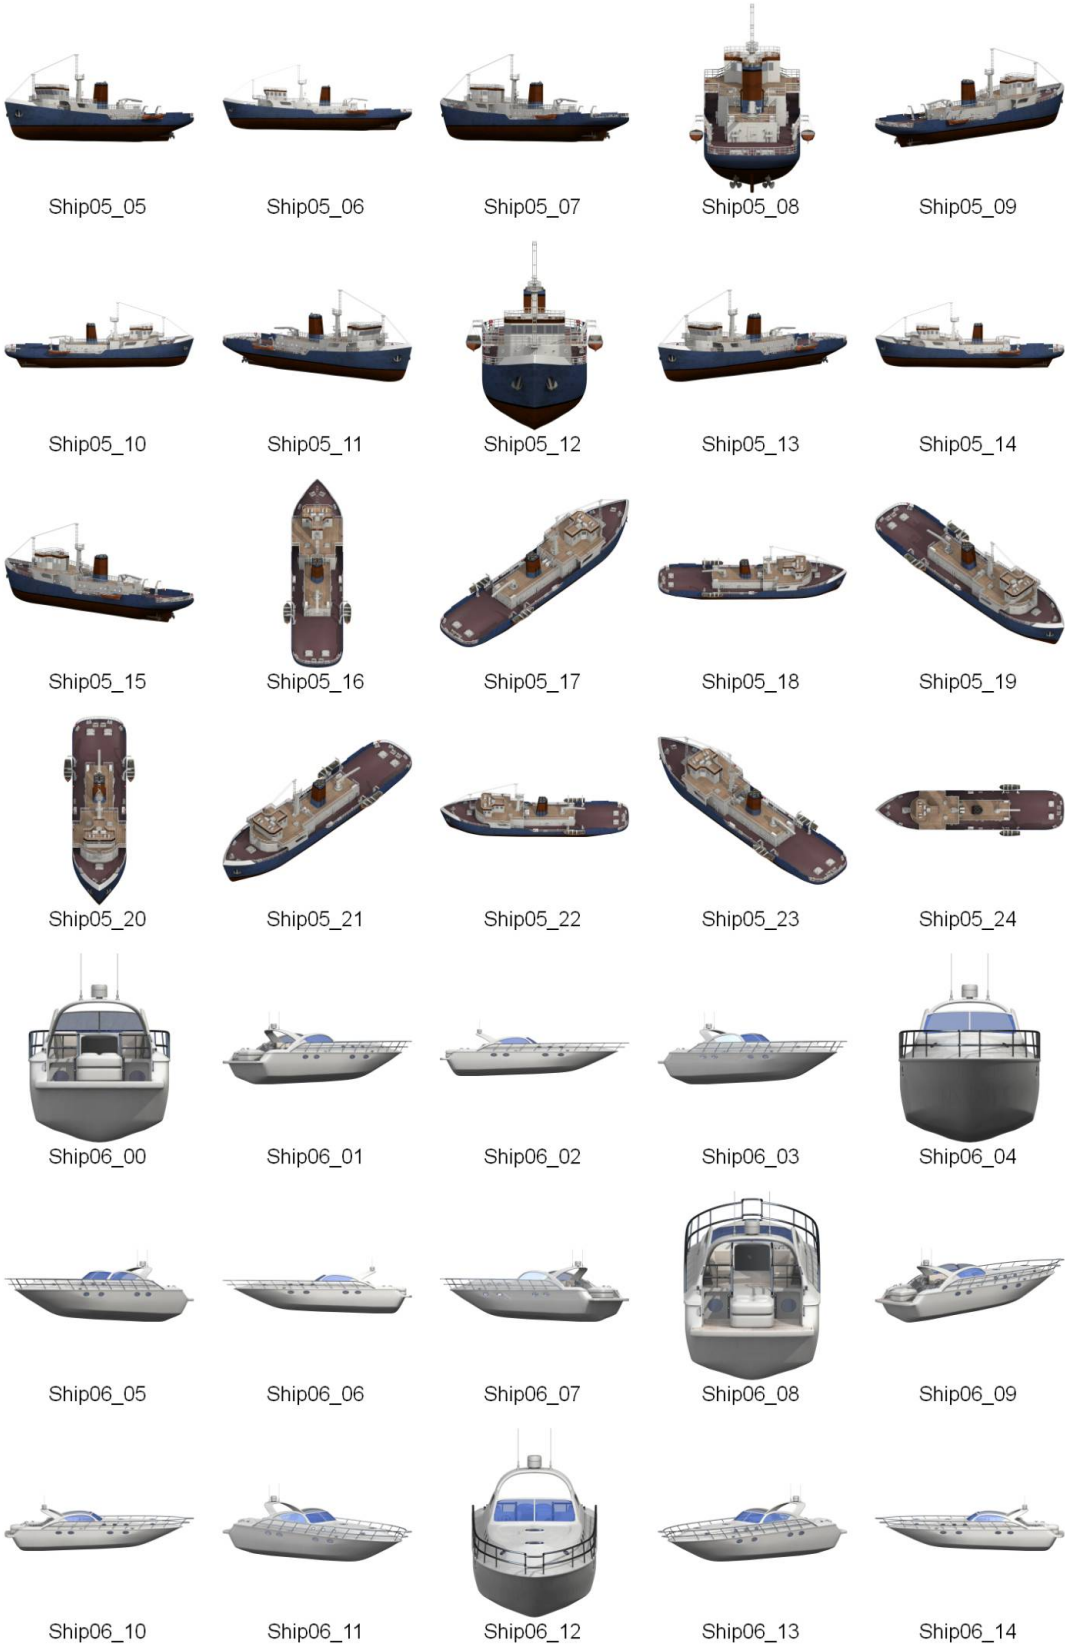 Ship05_05 Ship05_06 Ship05_07 Ship05_08 Ship05_09
Ship05_10 Ship05_11 Ship05_12 Ship05_13 Ship05_14
Ship05_15 Ship05_16 Ship05_17 Ship05_18 Ship05_19
Ship05_20 Ship05_21 Ship05_22 Ship05_23 Ship05_24
Ship06_00 Ship06_01 Ship06_02 Ship06_03 Ship06_04
Ship06_05 Ship06_06 Ship06_07 Ship06_08 Ship06_09
Ship06_10 Ship06_11 Ship06_12 Ship06_13 Ship06_14